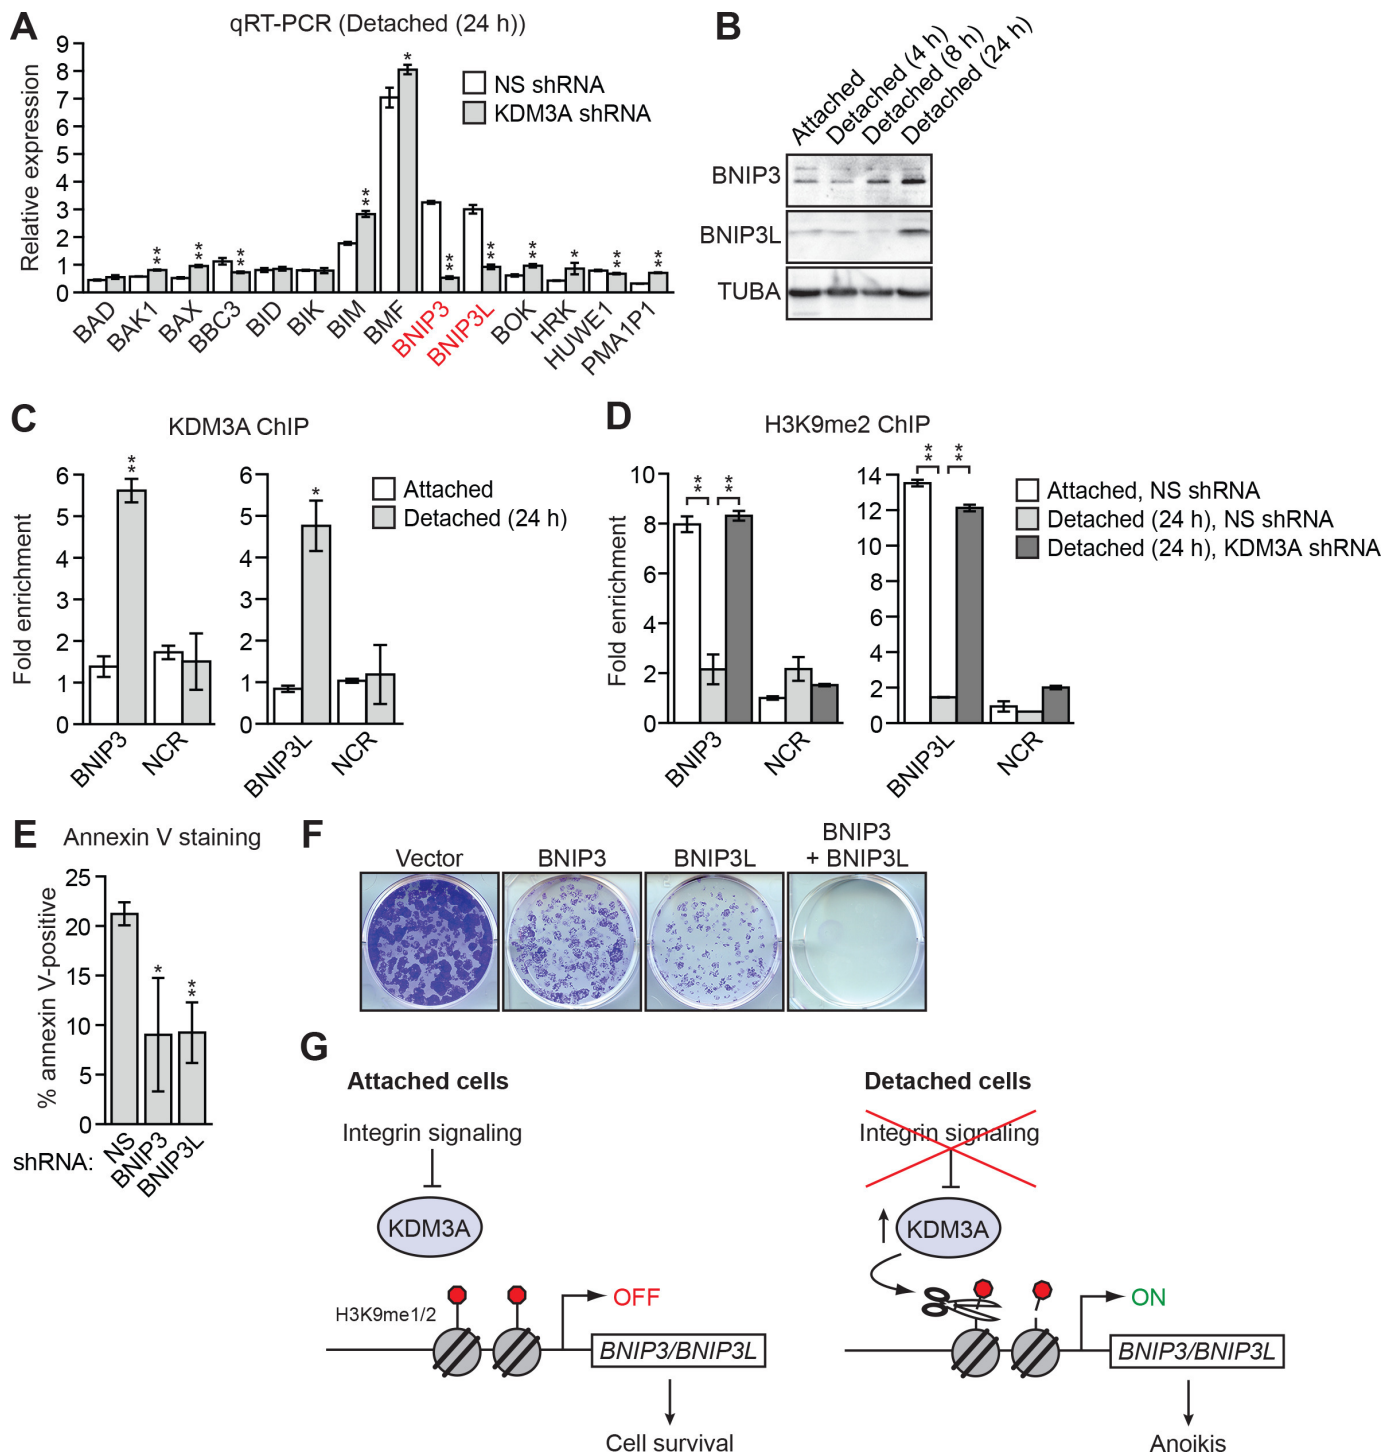 A
qRT-PCR (Detached (24 h))
Relative expression
9
8
7
6
5
4
3
2
1
0
NS shRNA
KDM3A shRNA
** ** ** ** * ** ** ** * ** **
BAD BAK1 BAX BBC3 BID BIK BIM BMF BNIP3 BNIP3L BOK HRK HUWE1 PMA1P1
B
Attached Detached (4 h) Detached (8 h) Detached (24 h)
BNIP3
BNIP3L
TUBA
C
KDM3A ChIP
Fold enrichment
6
5
4
3
2
1
0
**
BNIP3 NCR
6
5
4
3
2
1
0
*
BNIP3L NCR
Attached
Detached (24 h)
D
H3K9me2 ChIP
Fold enrichment
10
8
6
4
2
0
** **
BNIP3 NCR
14
12
10
8
6
4
2
0
** **
BNIP3L NCR
Attached, NS shRNA
Detached (24 h), NS shRNA
Detached (24 h), KDM3A shRNA
E
Annexin V staining
% annexin V-positive
25
20
15
10
5
0
* **
shRNA: NS BNIP3 BNIP3L
F
Vector BNIP3 BNIP3L BNIP3
+ BNIP3L
G
Attached cells
Integrin signaling
KDM3A
H3K9me1/2
OFF
BNIP3/BNIP3L
Cell survival
Detached cells
Integrin signaling
KDM3A
ON
BNIP3/BNIP3L
Anoikis